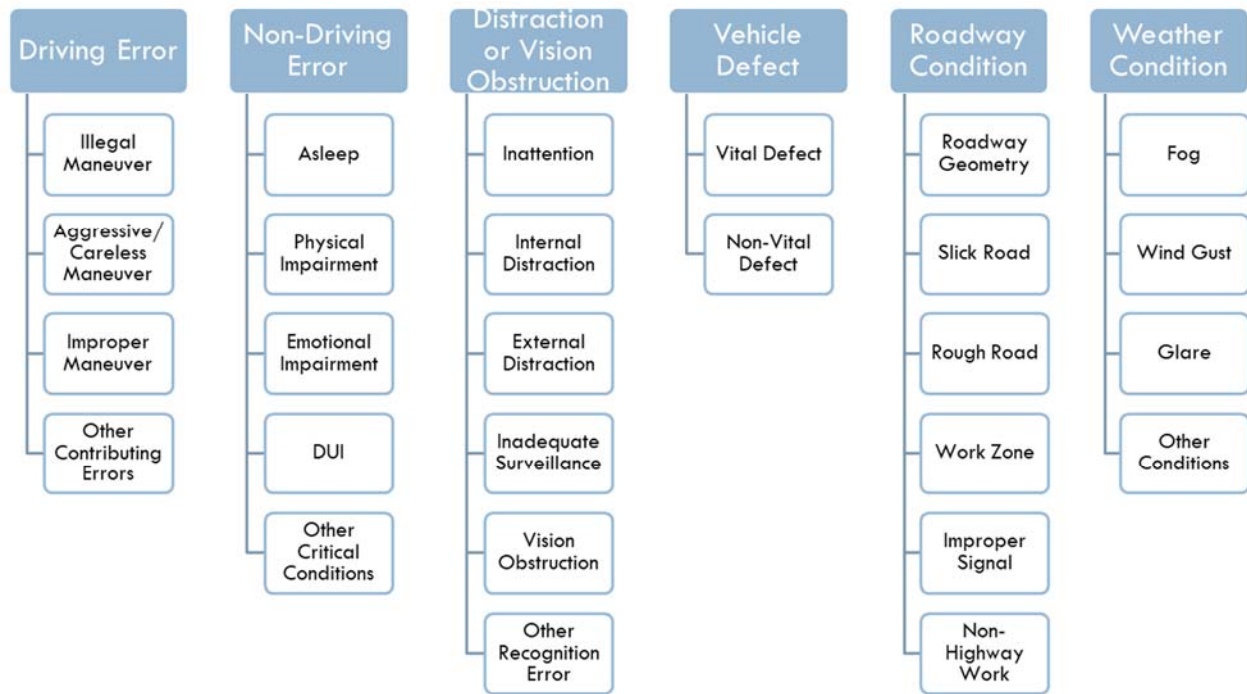 Driving Error
Illegal
Maneuver
Aggressive/
Careless
Maneuver
Improper
Maneuver
Other
Contributing
Errors
Non-Driving
Error
Asleep
Physical
Impairment
Emotional
Impairment
DUI
Other
Critical
Conditions
Distraction
or Vision
Obstruction
Inattention
Internal
Distraction
External
Distraction
Inadequate
Surveillance
Vision
Obstruction
Other
Recognition
Error
Vehicle
Defect
Vital Defect
Non-Vital
Defect
Roadway
Condition
Roadway
Geometry
Slick Road
Rough Road
Work Zone
Improper
Signal
Non-
Highway
Work
Weather
Condition
Fog
Wind Gust
Glare
Other
Conditions